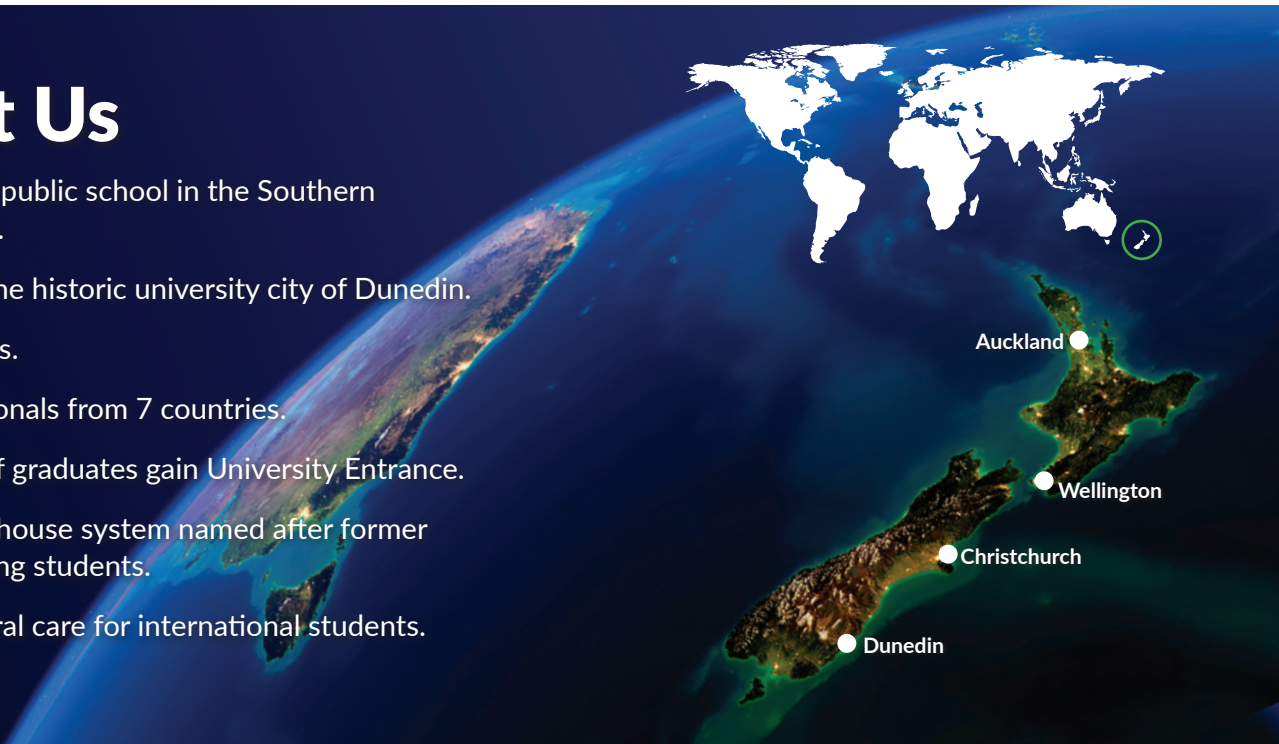 t Us
public school in the Southern
.
ne historic university city of Dunedin.
s.
onals from 7 countries.
f graduates gain University Entrance.
house system named after former
ng students.
ral care for international students.
Auckland
Wellington
Christchurch
Dunedin